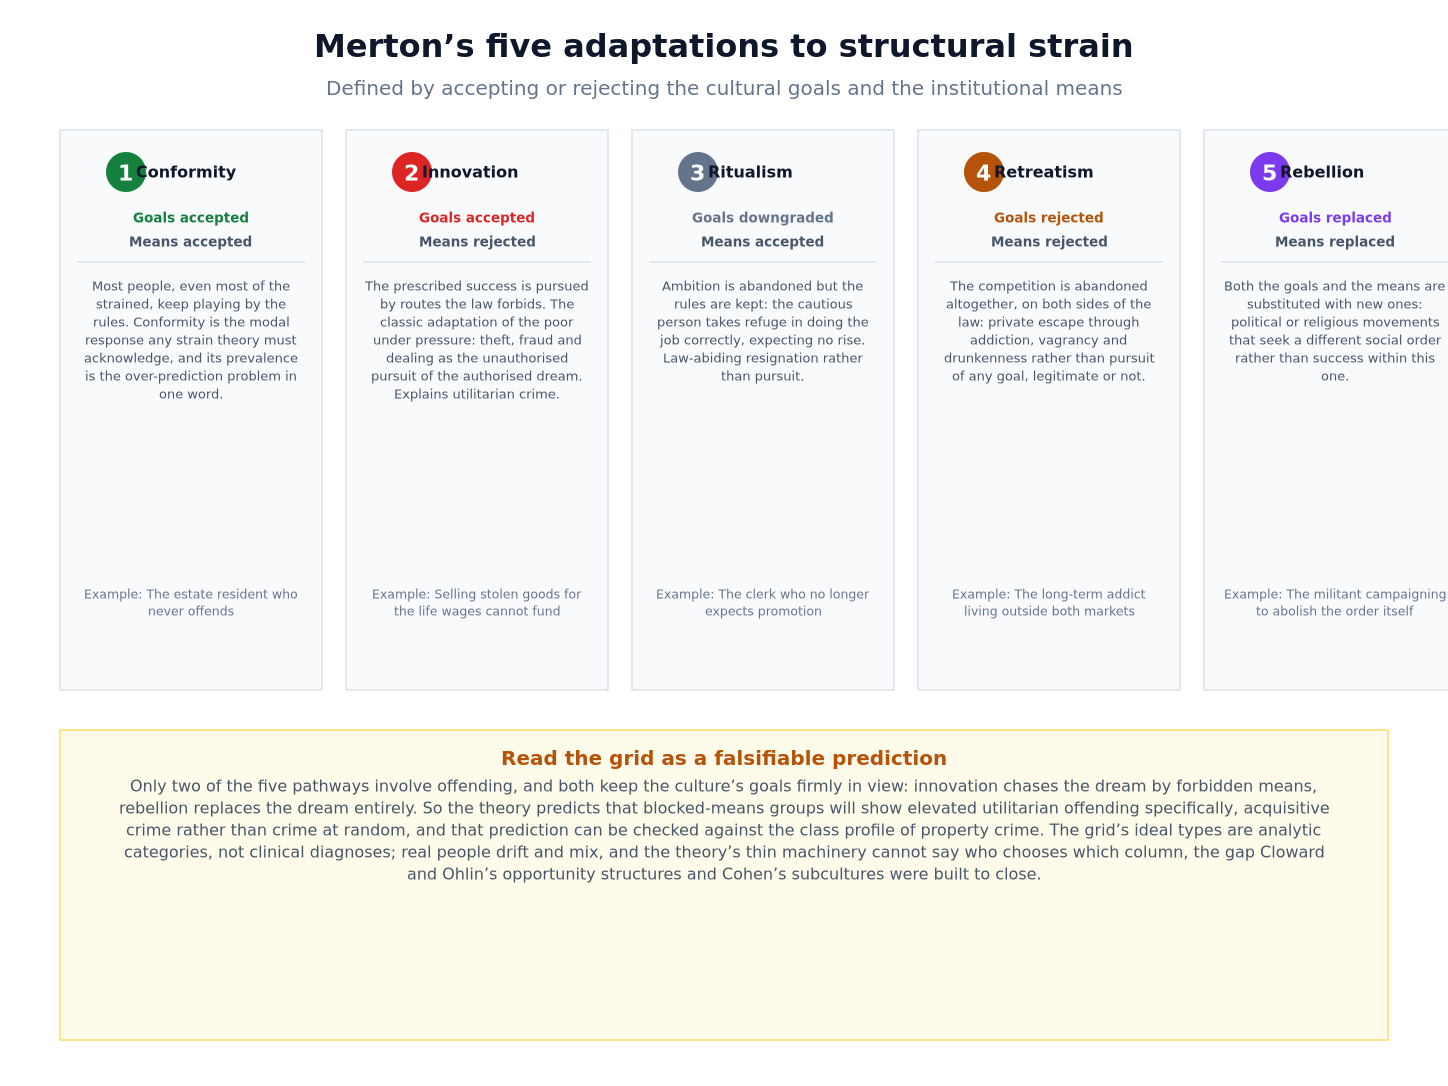 Merton’s five adaptations to structural strain
Defined by accepting or rejecting the cultural goals and the institutional means
1 Conformity
Goals accepted
Means accepted
Most people, even most of the
strained, keep playing by the
rules. Conformity is the modal
response any strain theory must
acknowledge, and its prevalence
is the over-prediction problem in
one word.
Example: The estate resident who
never offends
2 Innovation
Goals accepted
Means rejected
The prescribed success is pursued
by routes the law forbids. The
classic adaptation of the poor
under pressure: theft, fraud and
dealing as the unauthorised
pursuit of the authorised dream.
Explains utilitarian crime.
Example: Selling stolen goods for
the life wages cannot fund
3 Ritualism
Goals downgraded
Means accepted
Ambition is abandoned but the
rules are kept: the cautious
person takes refuge in doing the
job correctly, expecting no rise.
Law-abiding resignation rather
than pursuit.
Example: The clerk who no longer
expects promotion
4 Retreatism
Goals rejected
Means rejected
The competition is abandoned
altogether, on both sides of the
law: private escape through
addiction, vagrancy and
drunkenness rather than pursuit
of any goal, legitimate or not.
Example: The long-term addict
living outside both markets
5 Rebellion
Goals replaced
Means replaced
Both the goals and the means are
substituted with new ones:
political or religious movements
that seek a different social order
rather than success within this
one.
Example: The militant campaigning
to abolish the order itself
Read the grid as a falsifiable prediction
Only two of the five pathways involve offending, and both keep the culture’s goals firmly in view: innovation chases the dream by forbidden means,
rebellion replaces the dream entirely. So the theory predicts that blocked-means groups will show elevated utilitarian offending specifically, acquisitive
crime rather than crime at random, and that prediction can be checked against the class profile of property crime. The grid’s ideal types are analytic
categories, not clinical diagnoses; real people drift and mix, and the theory’s thin machinery cannot say who chooses which column, the gap Cloward
and Ohlin’s opportunity structures and Cohen’s subcultures were built to close.